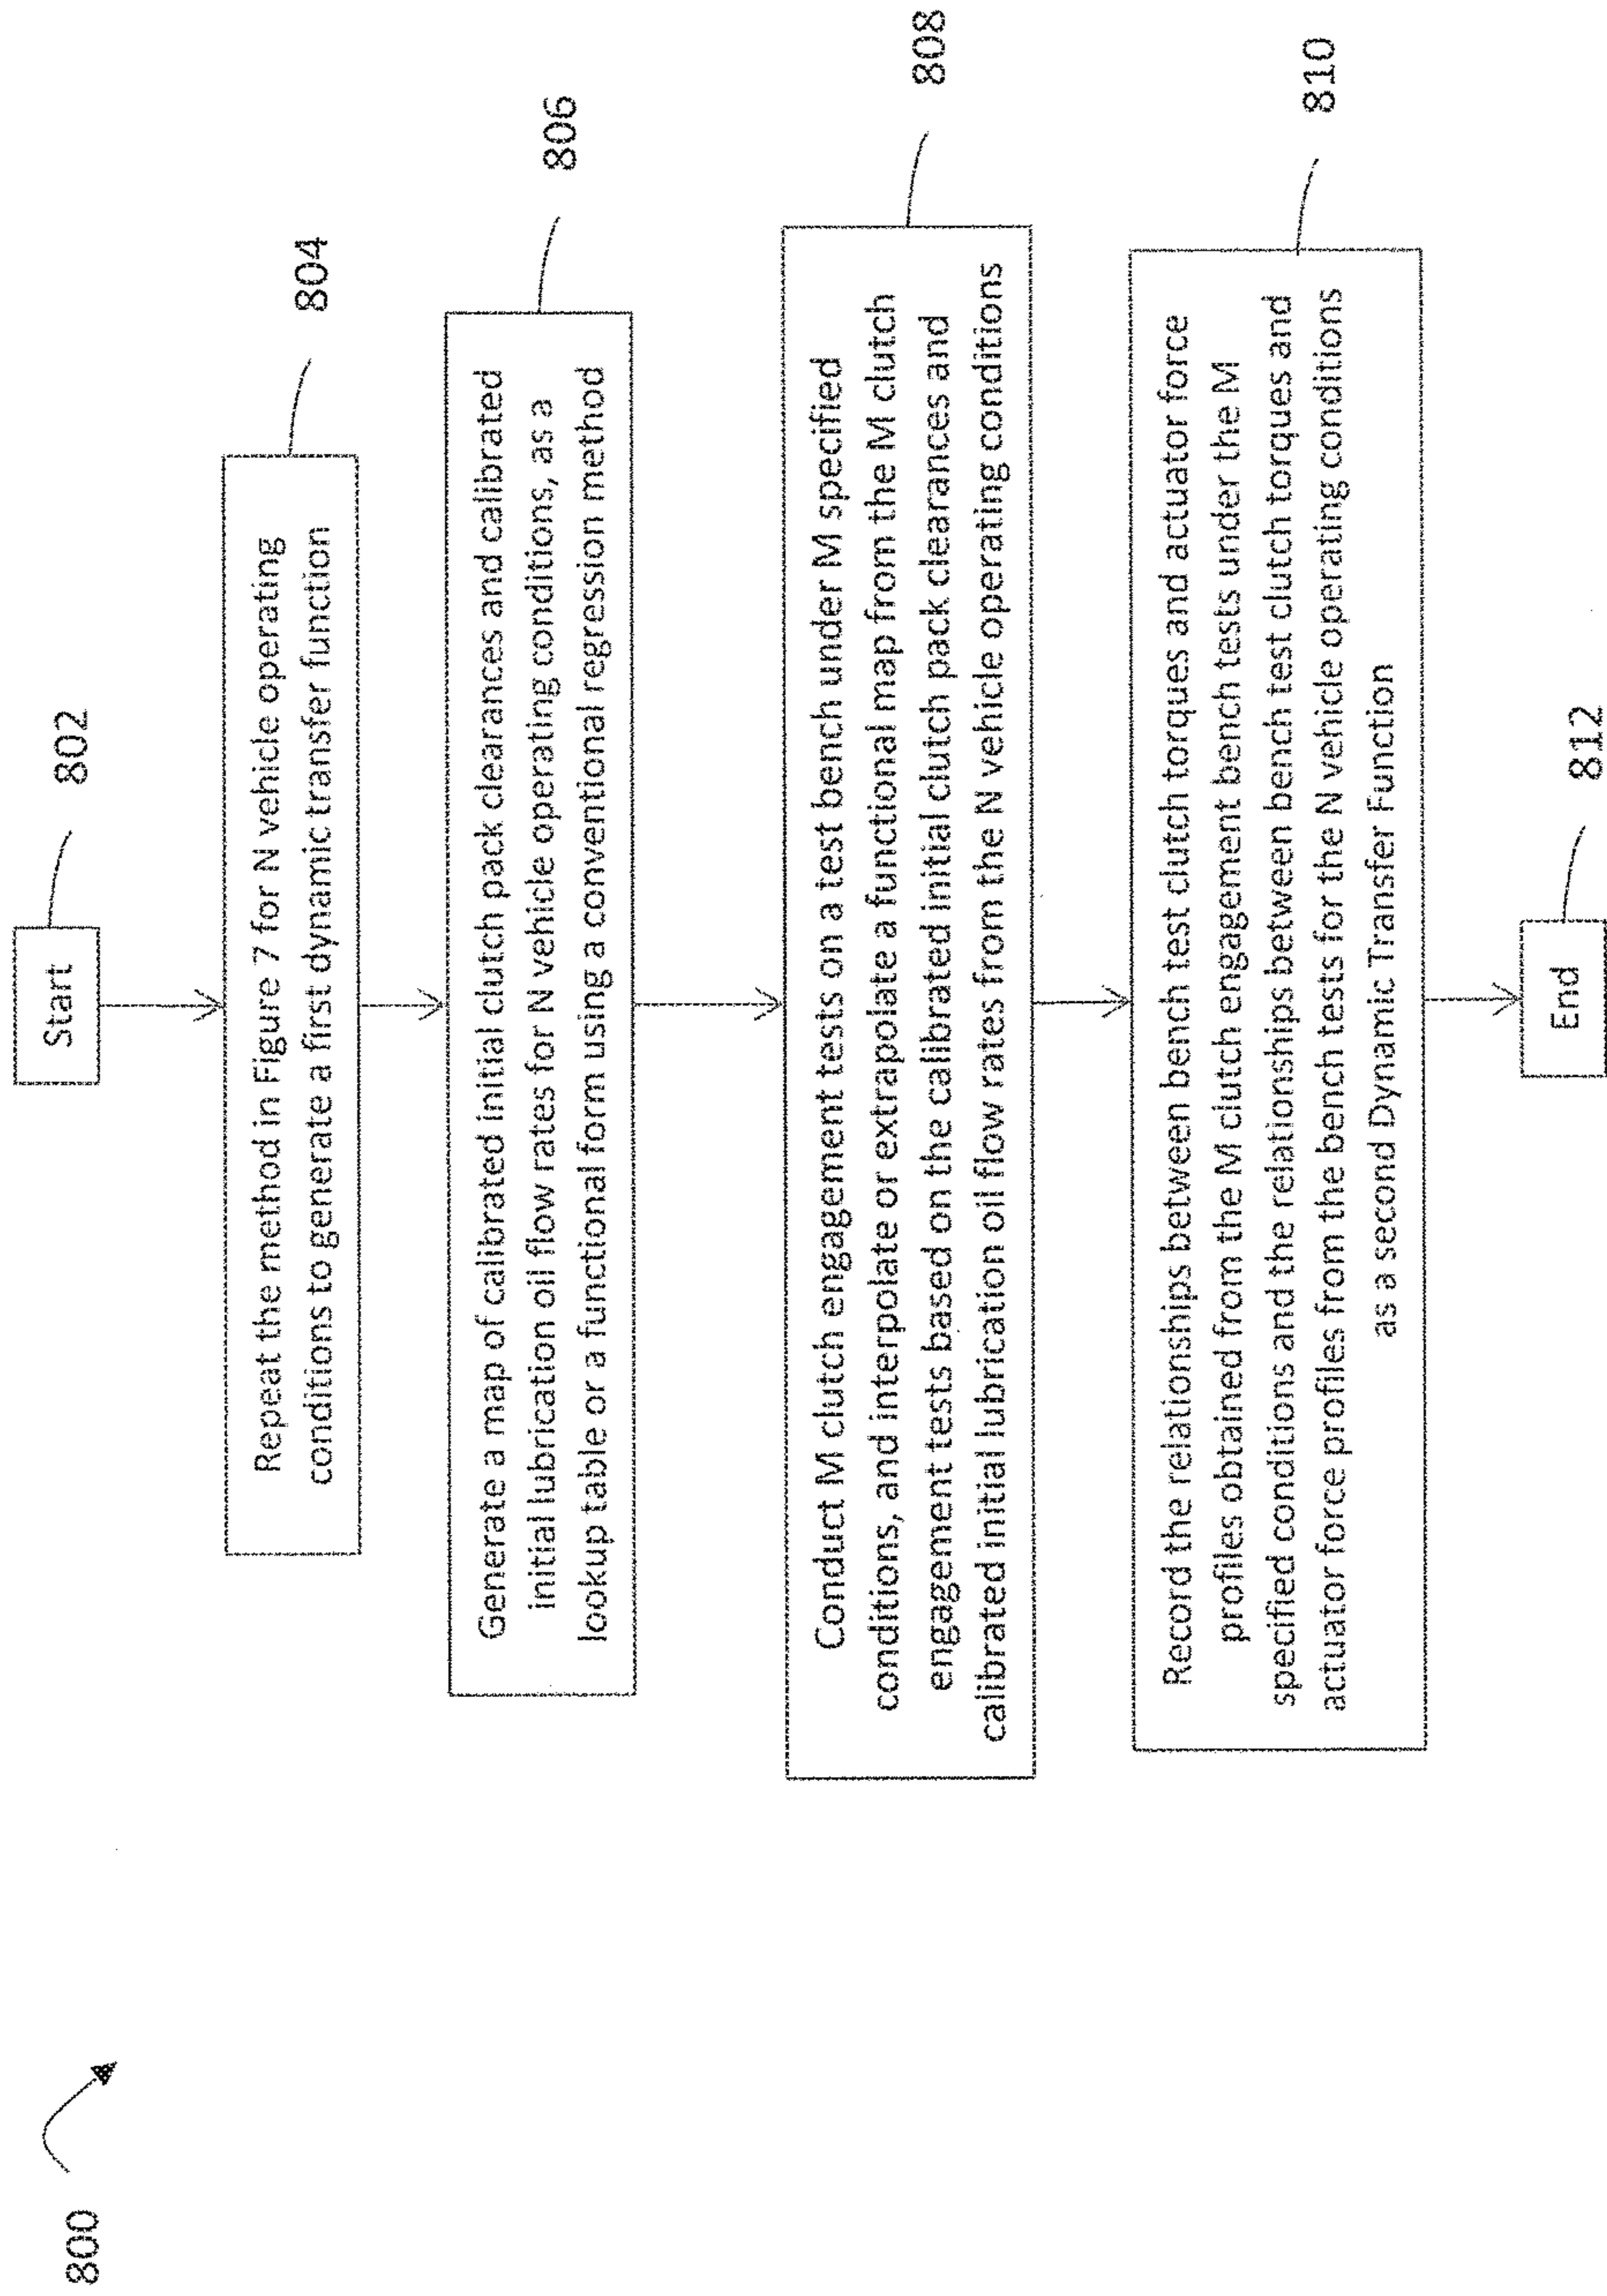 800
Start
802
Repeat the method in Figure 7 for N vehicle operating
conditions to generate a first dynamic transfer function
804
Generate a map of calibrated initial clutch pack clearances and calibrated
initial lubrication oil flow rates for N vehicle operating conditions, as a
lookup table or a functional form using a conventional regression method
806
Conduct M clutch engagement tests on a test bench under M specified
conditions, and interpolate or extrapolate a functional map from the M clutch
engagement tests based on the calibrated initial clutch pack clearances and
calibrated initial lubrication oil flow rates from the N vehicle operating conditions
808
Record the relationships between bench test clutch torques and actuator force
profiles obtained from the M clutch engagement bench tests under the M
specified conditions and the relationships between bench test clutch torques and
actuator force profiles from the bench tests for the N vehicle operating conditions
as a second Dynamic Transfer Function
810
End
812